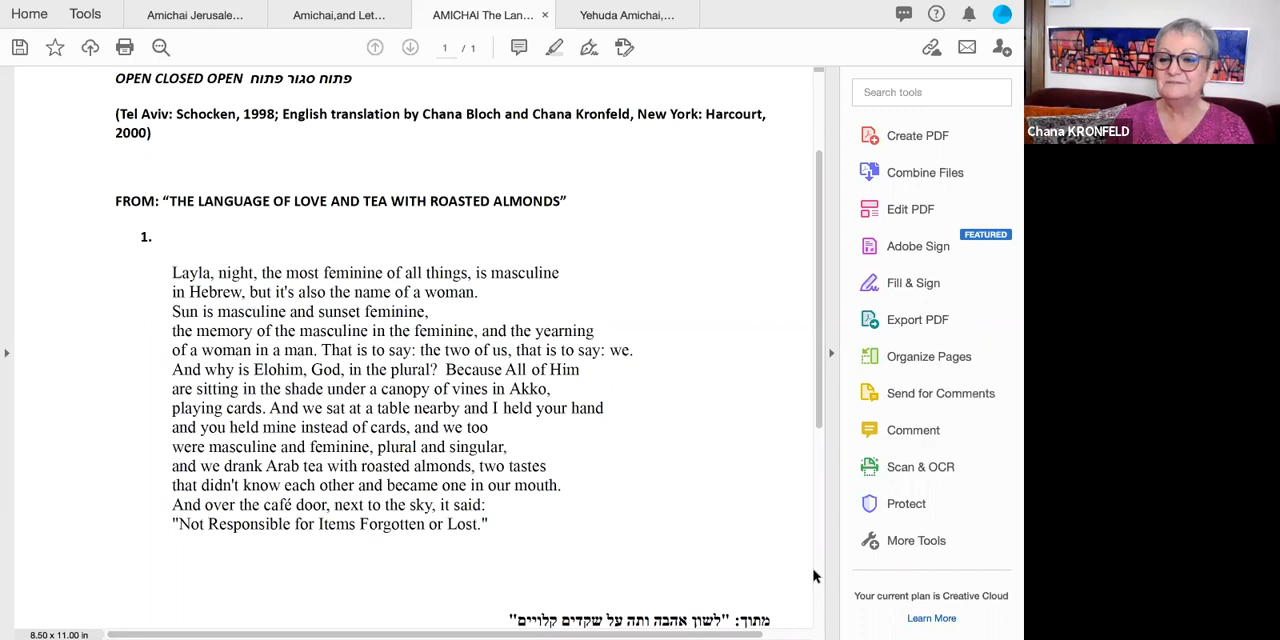 Home
Tools
Amichai Jerusale...
Amichai,and Let...
AMICHAI The Lan...
×
Yehuda Amichai,...
1 / 1
OPEN CLOSED OPEN פתוח סגור פתוח
(Tel Aviv: Schocken, 1998; English translation by Chana Bloch and Chana Kronfeld, New York: Harcourt,
2000)
FROM: “THE LANGUAGE OF LOVE AND TEA WITH ROASTED ALMONDS”
1.
Layla, night, the most feminine of all things, is masculine
in Hebrew, but it's also the name of a woman.
Sun is masculine and sunset feminine,
the memory of the masculine in the feminine, and the yearning
of a woman in a man. That is to say: the two of us, that is to say: we.
And why is Elohim, God, in the plural? Because All of Him
are sitting in the shade under a canopy of vines in Akko,
playing cards. And we sat at a table nearby and I held your hand
and you held mine instead of cards, and we too
were masculine and feminine, plural and singular,
and we drank Arab tea with roasted almonds, two tastes
that didn't know each other and became one in our mouth.
And over the café door, next to the sky, it said:
"Not Responsible for Items Forgotten or Lost."
מתוך: "לשון אהבה ותה על שקדים קלויים"
8.50 x 11.00 in
Search tools
Create PDF
Combine Files
Edit PDF
FEATURED
Adobe Sign
Fill & Sign
Export PDF
Organize Pages
Send for Comments
Comment
Scan & OCR
Protect
More Tools
Your current plan is Creative Cloud
Learn More
Chana KRONFELD